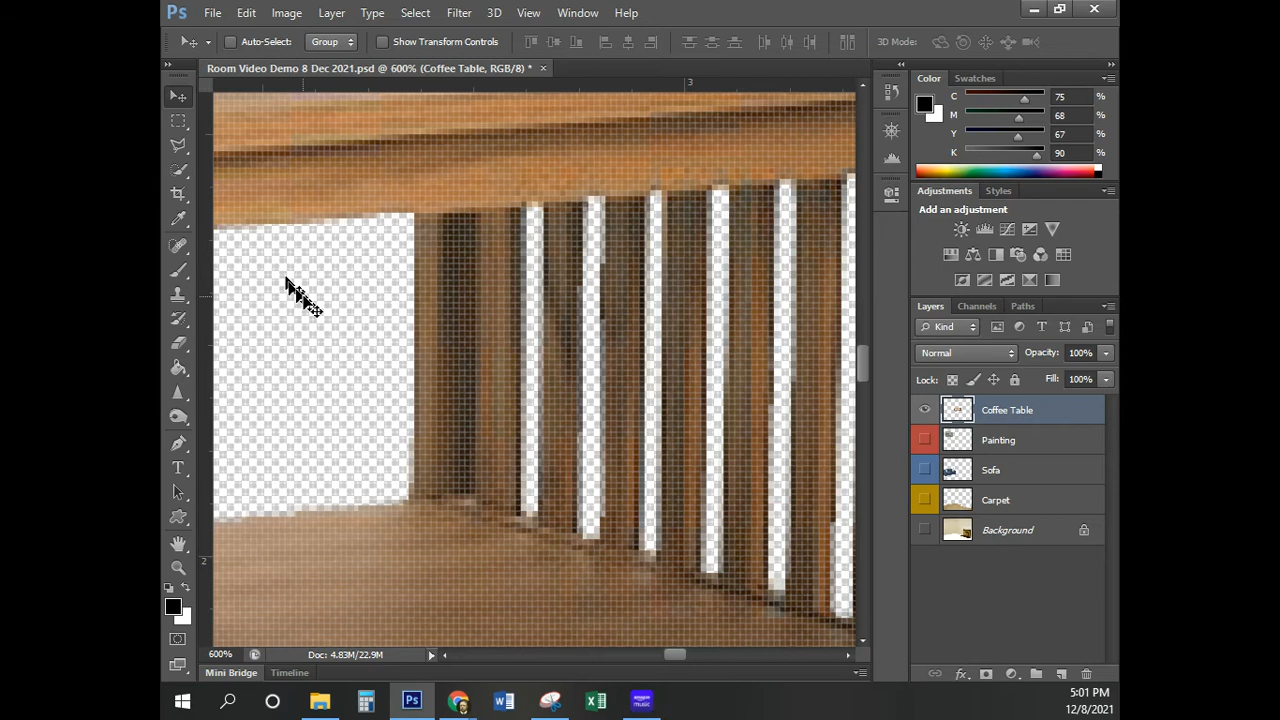 Ps File Edit Image Layer Type Select Filter 3D View Window Help
Auto-Select: Group Show Transform Controls 3D Mode:
Room Video Demo 8 Dec 2021.psd @ 600% (Coffee Table, RGB/8) * ×
3
2
Color Swatches
C 75 %
M 68 %
Y 67 %
K 90 %
Adjustments Styles
Add an adjustment
Layers Channels Paths
Kind
Normal Opacity: 100%
Lock: Fill: 100%
Coffee Table
Painting
Sofa
Carpet
Background
600% Doc: 4.83M/22.9M
Mini Bridge Timeline
5:01 PM
12/8/2021